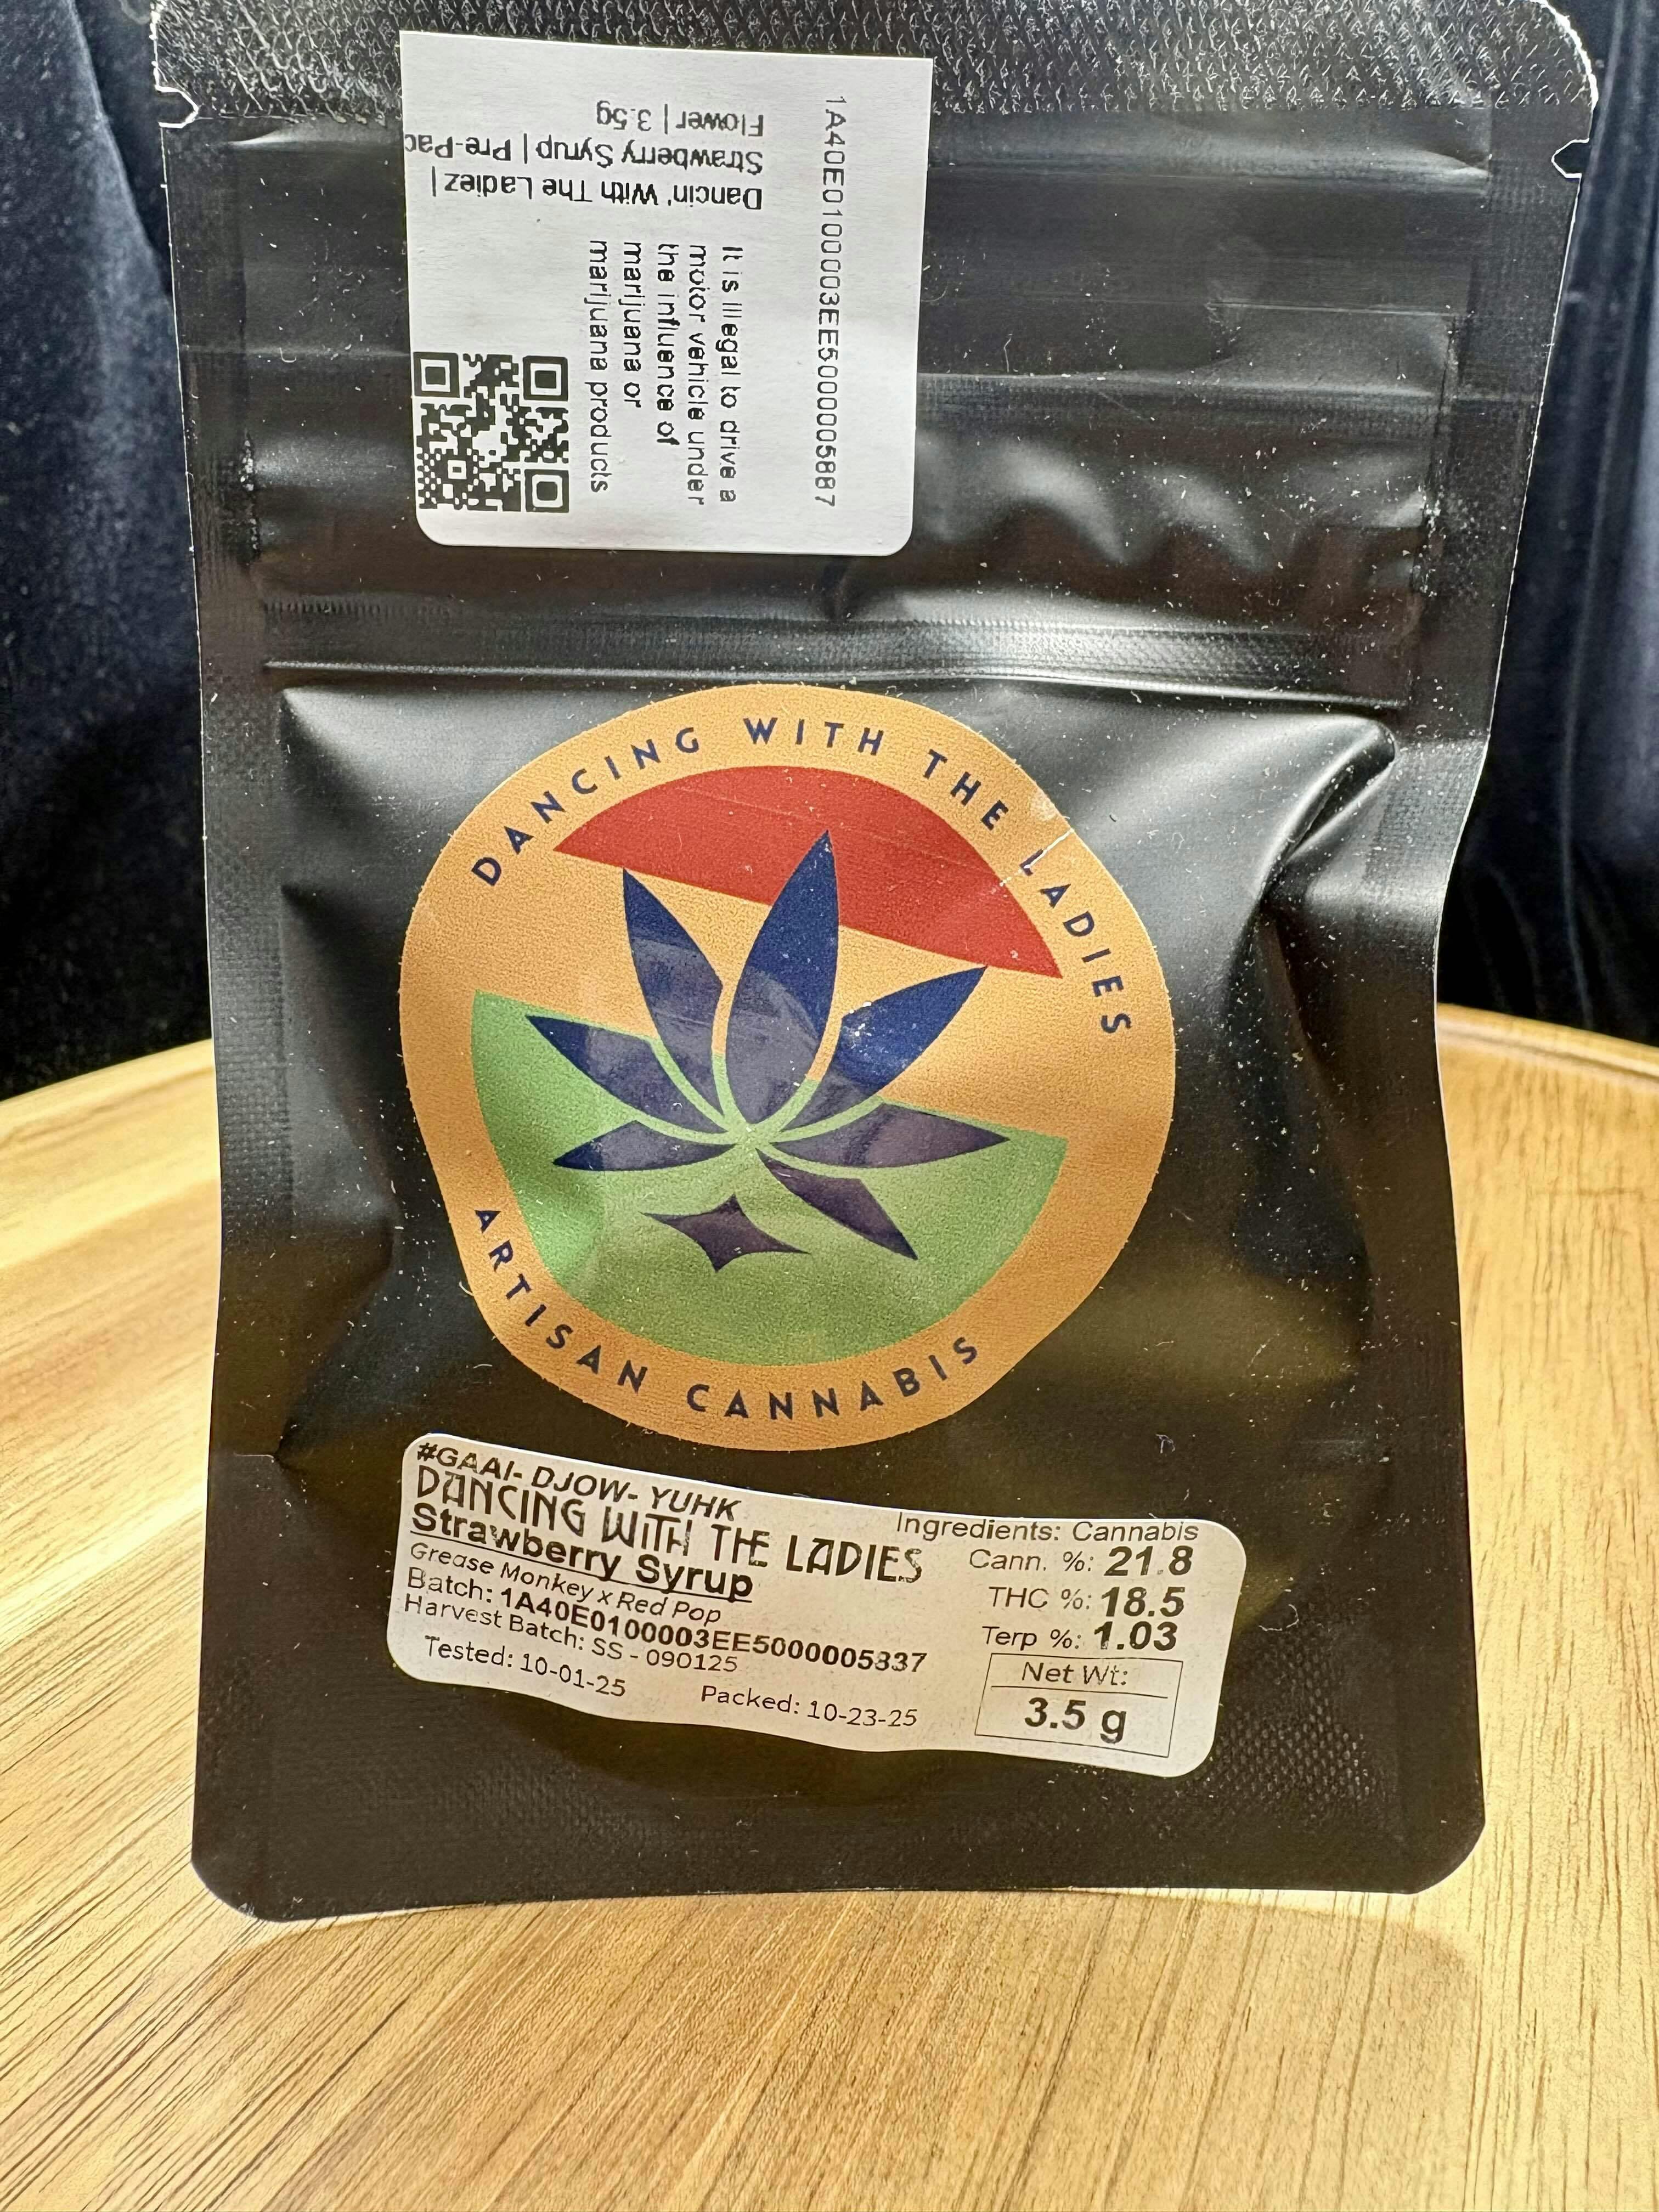 Dancin' With The Ladiez |
Strawberry Syrup | Pre-Pac
Flower | 3.5g
1A40E0100003EE5000005887
It is illegal to drive a
motor vehicle under
the influence of
marijuana or
marijuana products
DANCING WITH THE LADIES
ARTISAN CANNABIS
#GAAI- DJOW- YUHK
DANCING WITH THE LADIES
Strawberry Syrup
Grease Monkey x Red Pop
Batch: 1A40E0100003EE5000005337
Harvest Batch: SS - 090125
Tested: 10-01-25
Packed: 10-23-25
Ingredients: Cannabis
Cann. %: 21.8
THC %: 18.5
Terp %: 1.03
Net Wt:
3.5 g